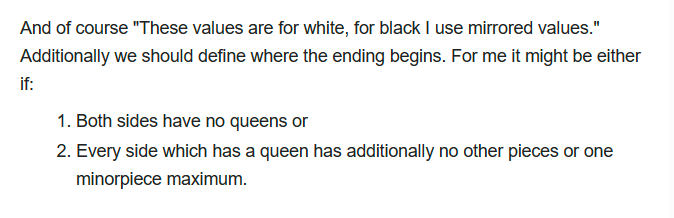 And of course "These values are for white, for black I use mirrored values."
Additionally we should define where the ending begins. For me it might be either
if:
1. Both sides have no queens or
2. Every side which has a queen has additionally no other pieces or one
minorpiece maximum.